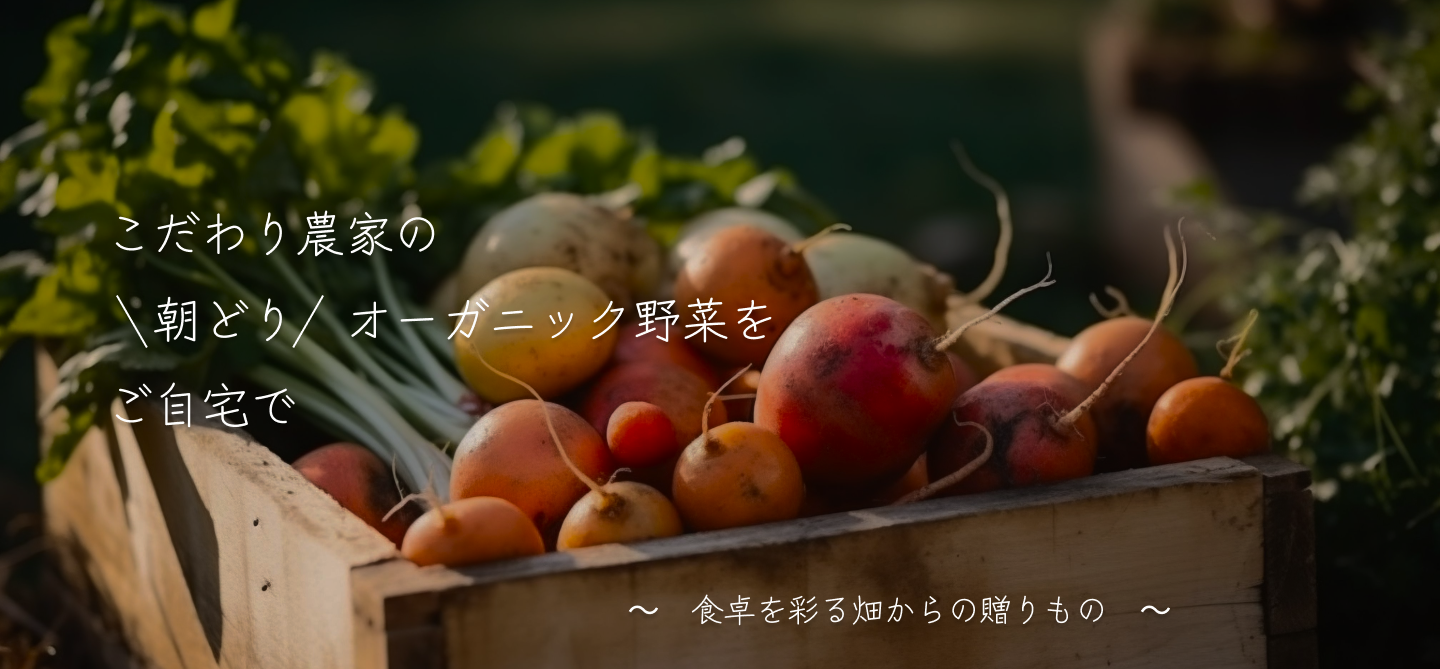 こだわり農家の
\朝どり/ オーガニック野菜を
ご自宅で
～ 食卓を彩る畑からの贈りもの ～